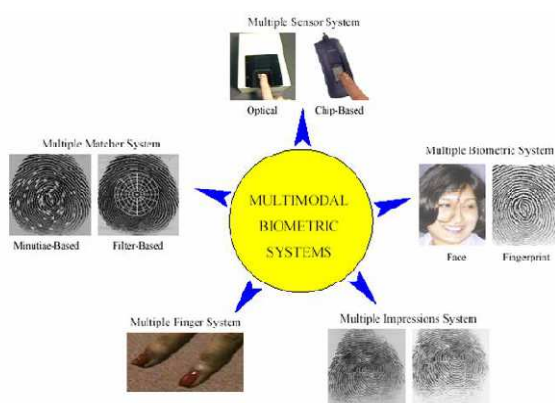 Multiple Sensor System
Optical
Chip-Based
Multiple Matcher System
Minutiae-Based
Filter-Based
Multiple Biometric System
Face
Fingerprint
MULTIMODAL
BIOMETRIC
SYSTEMS
Multiple Finger System
Multiple Impressions System